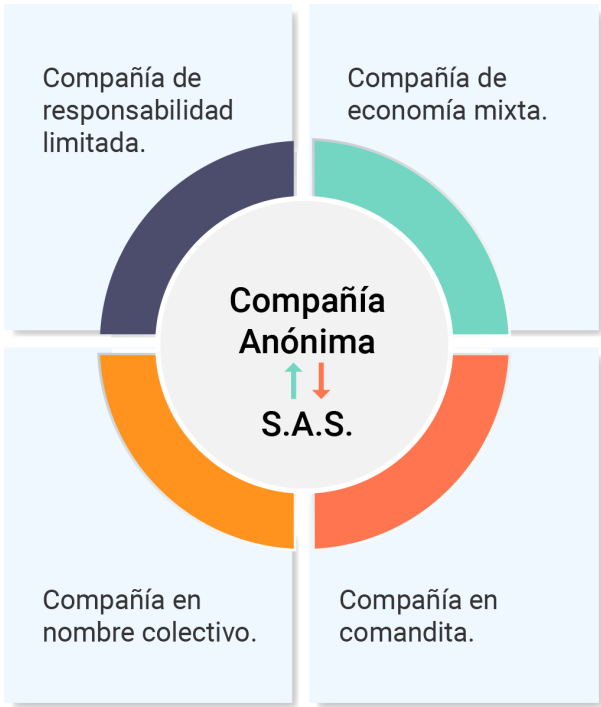 Compañía de
responsabilidad
limitada.
Compañía de
economía mixta.
Compañía
Anónima
S.A.S.
Compañía en
nombre colectivo.
Compañía en
comandita.